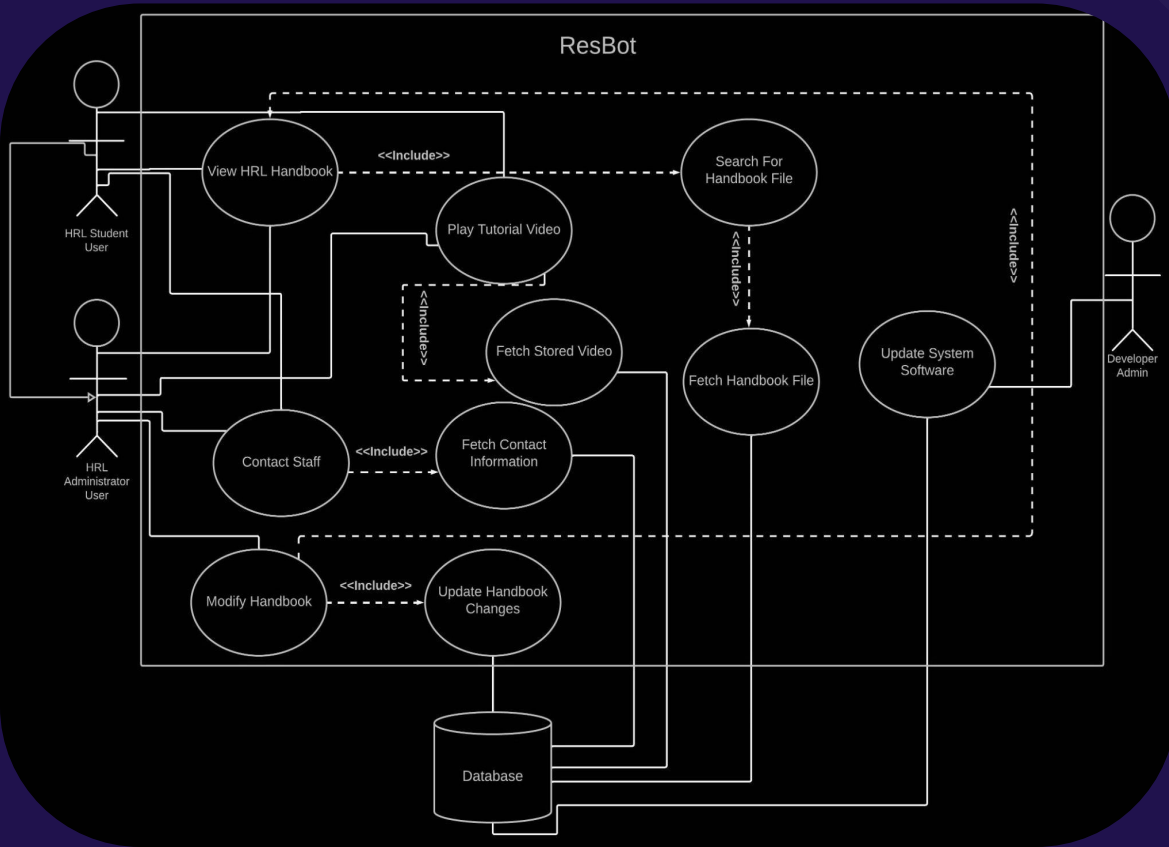 ResBot
HRL Student
User
View HRL Handbook
<<Include>>
Search For
Handbook File
Play Tutorial Video
<<Include>>
<<Include>>
<<Include>>
Fetch Stored Video
Fetch Handbook File
Update System
Software
Developer
Admin
HRL
Administrator
User
Contact Staff
<<Include>>
Fetch Contact
Information
Modify Handbook
<<Include>>
Update Handbook
Changes
Database